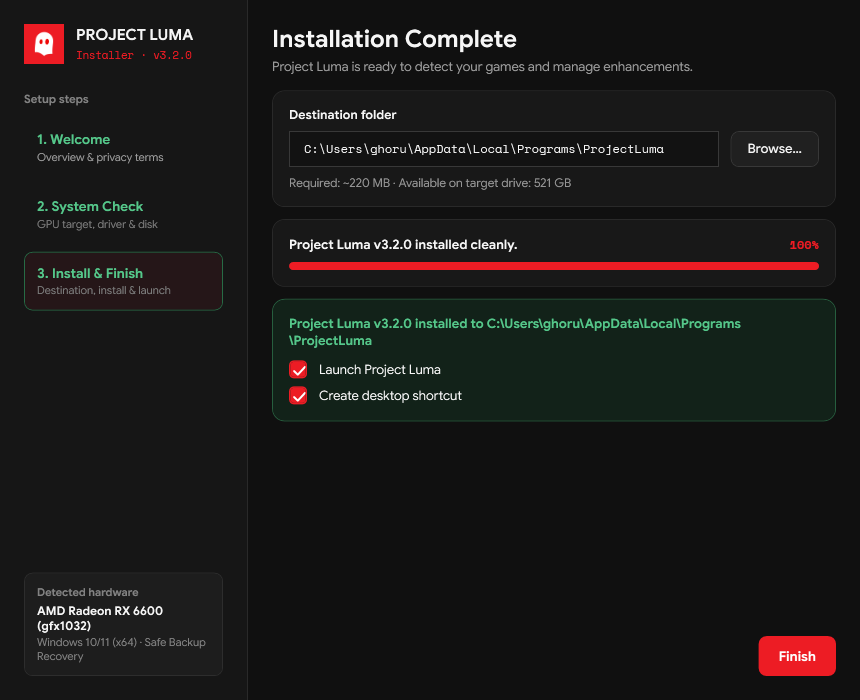 PROJECT LUMA
Installer · v3.2.0
Setup steps
1. Welcome
Overview & privacy terms
2. System Check
GPU target, driver & disk
3. Install & Finish
Destination, install & launch
Detected hardware
AMD Radeon RX 6600
(gfx1032)
Windows 10/11 (x64) · Safe Backup
Recovery
Installation Complete
Project Luma is ready to detect your games and manage enhancements.
Destination folder
C:\Users\ghoru\AppData\Local\Programs\ProjectLuma
Browse...
Required: ~220 MB · Available on target drive: 521 GB
Project Luma v3.2.0 installed cleanly.
100%
Project Luma v3.2.0 installed to C:\Users\ghoru\AppData\Local\Programs
\ProjectLuma
Launch Project Luma
Create desktop shortcut
Finish